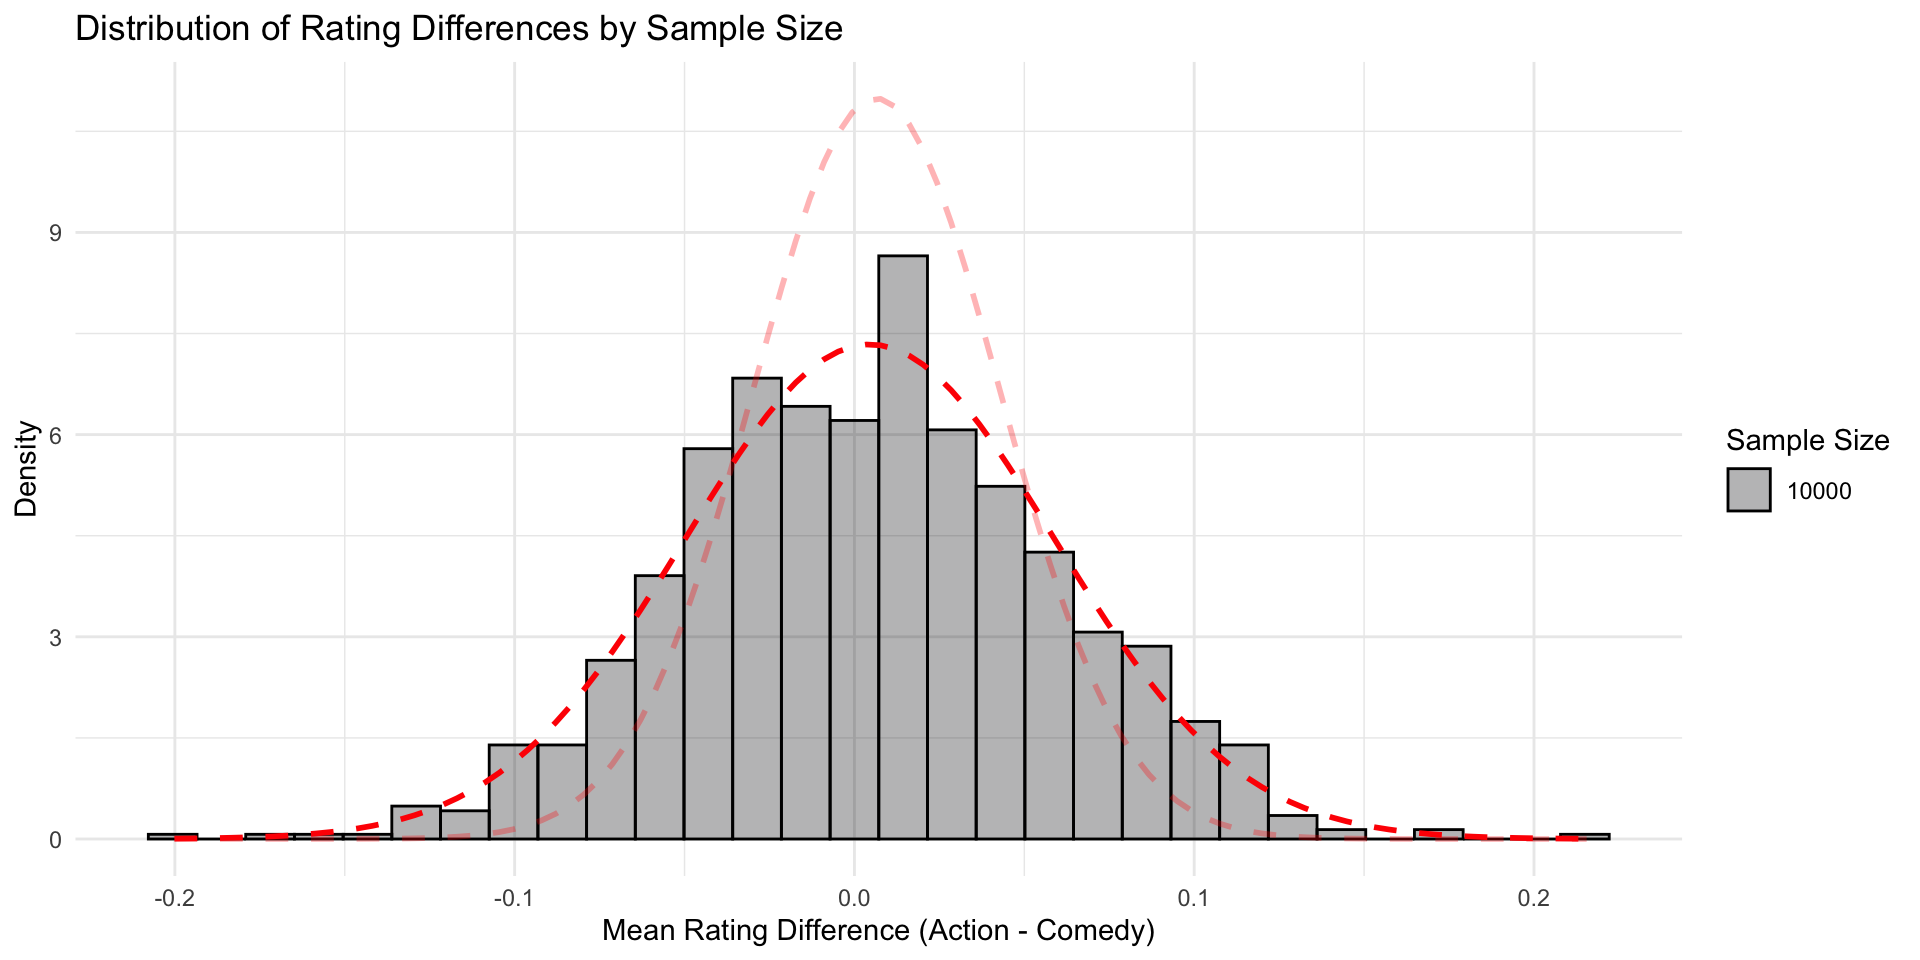 Distribution of Rating Differences by Sample Size
Density
9
6
3
0
-0.2
-0.1
0.0
0.1
0.2
Mean Rating Difference (Action - Comedy)
Sample Size
10000